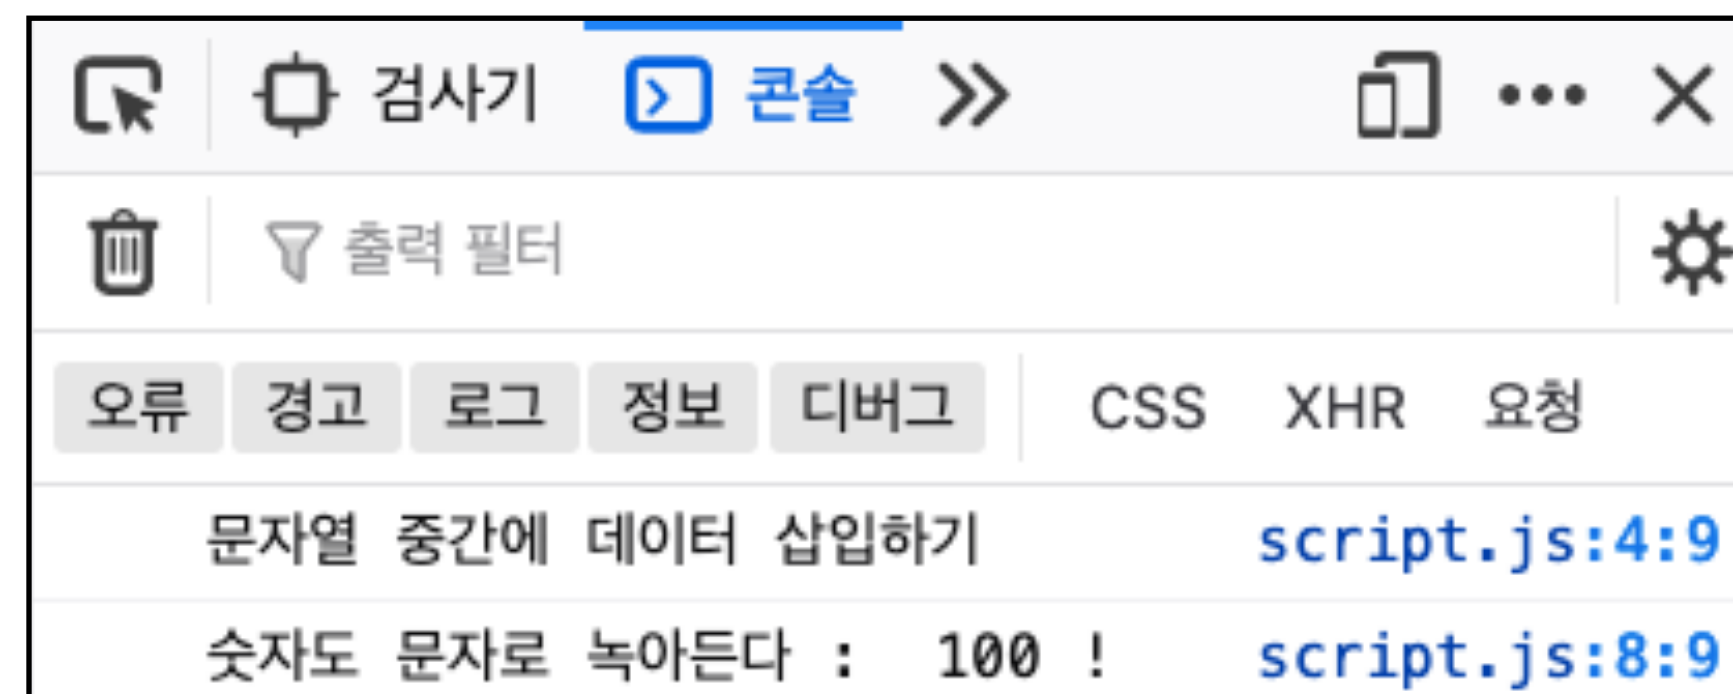 검사기 콘솔
출력 필터
오류 경고 로그 정보 디버그 CSS XHR 요청
문자열 중간에 데이터 삽입하기 script.js:4:9
숫자도 문자로 녹아든다 :  100 ! script.js:8:9